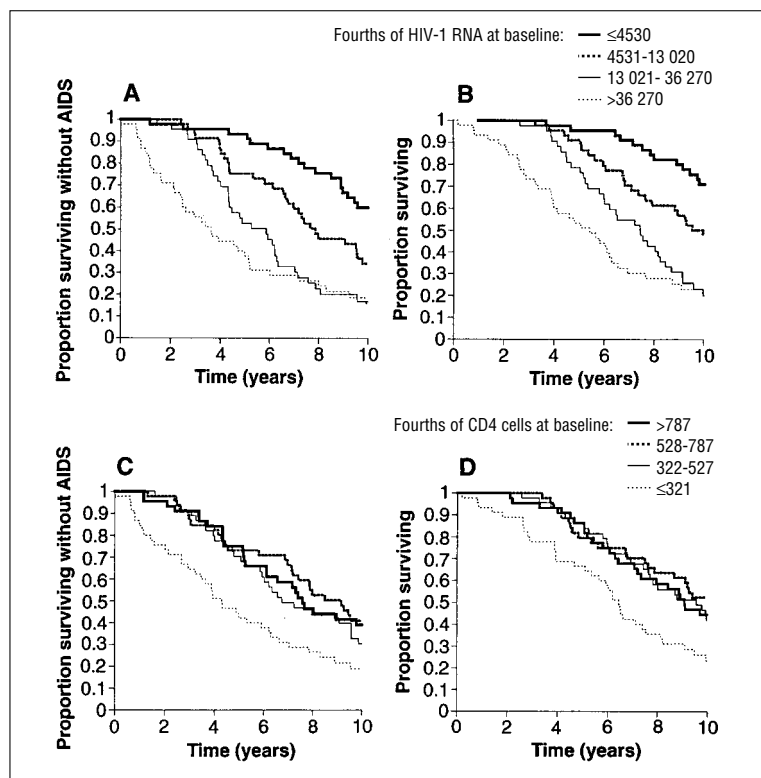 Fourths of HIV-1 RNA at baseline:
≤4530
4531-13 020
13 021- 36 270
>36 270
A
Proportion surviving without AIDS
1
0.9
0.8
0.7
0.6
0.5
0.4
0.3
0.2
0.1
0
0 2 4 6 8 10
Time (years)
B
Proportion surviving
1
0.9
0.8
0.7
0.6
0.5
0.4
0.3
0.2
0.1
0
0 2 4 6 8 10
Time (years)
Fourths of CD4 cells at baseline:
>787
528-787
322-527
≤321
C
Proportion surviving without AIDS
1
0.9
0.8
0.7
0.6
0.5
0.4
0.3
0.2
0.1
0
0 2 4 6 8 10
Time (years)
D
Proportion surviving
1
0.9
0.8
0.7
0.6
0.5
0.4
0.3
0.2
0.1
0
0 2 4 6 8 10
Time (years)